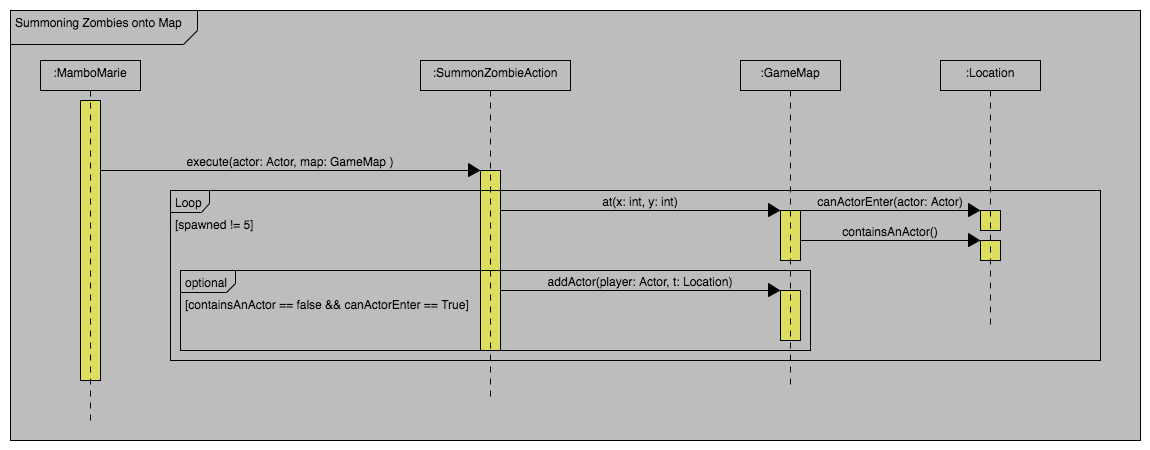 Summoning Zombies onto Map
:MamboMarie
:SummonZombieAction
:GameMap
:Location
execute(actor: Actor, map: GameMap )
Loop
[spawned != 5]
at(x: int, y: int)
canActorEnter(actor: Actor)
containsAnActor()
optional
[containsAnActor == false && canActorEnter == True]
addActor(player: Actor, t: Location)